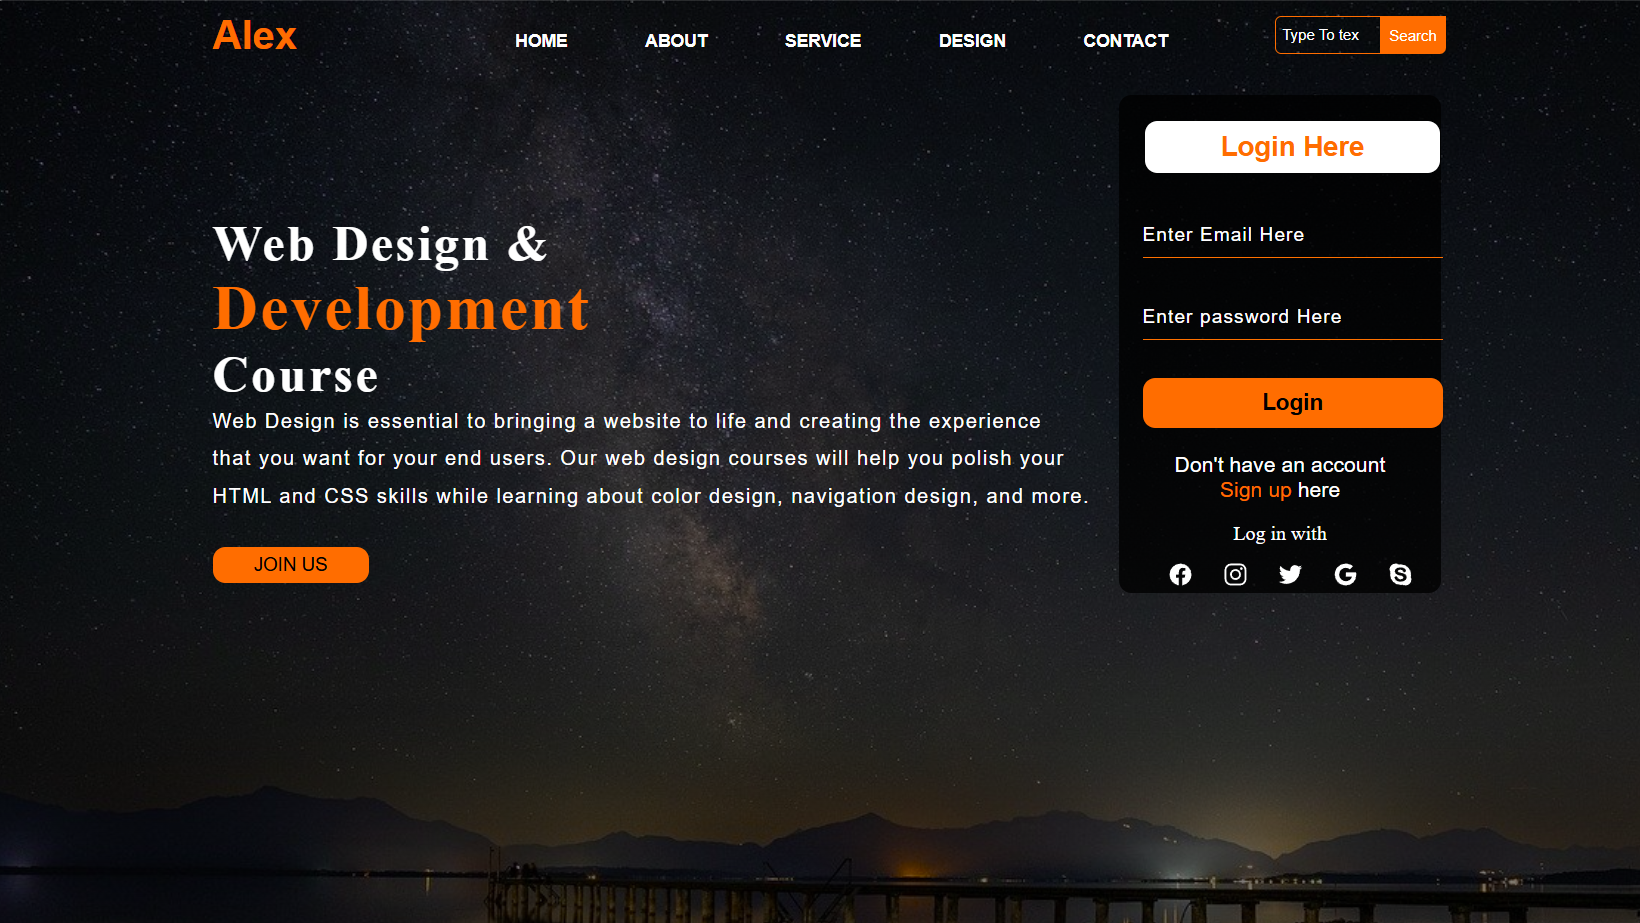 Alex
HOME
ABOUT
SERVICE
DESIGN
CONTACT
Type To tex
Search
Login Here
Enter Email Here
Enter password Here
Login
Don't have an account
Sign up here
Log in with
Web Design &
Development
Course
Web Design is essential to bringing a website to life and creating the experience
that you want for your end users. Our web design courses will help you polish your
HTML and CSS skills while learning about color design, navigation design, and more.
JOIN US